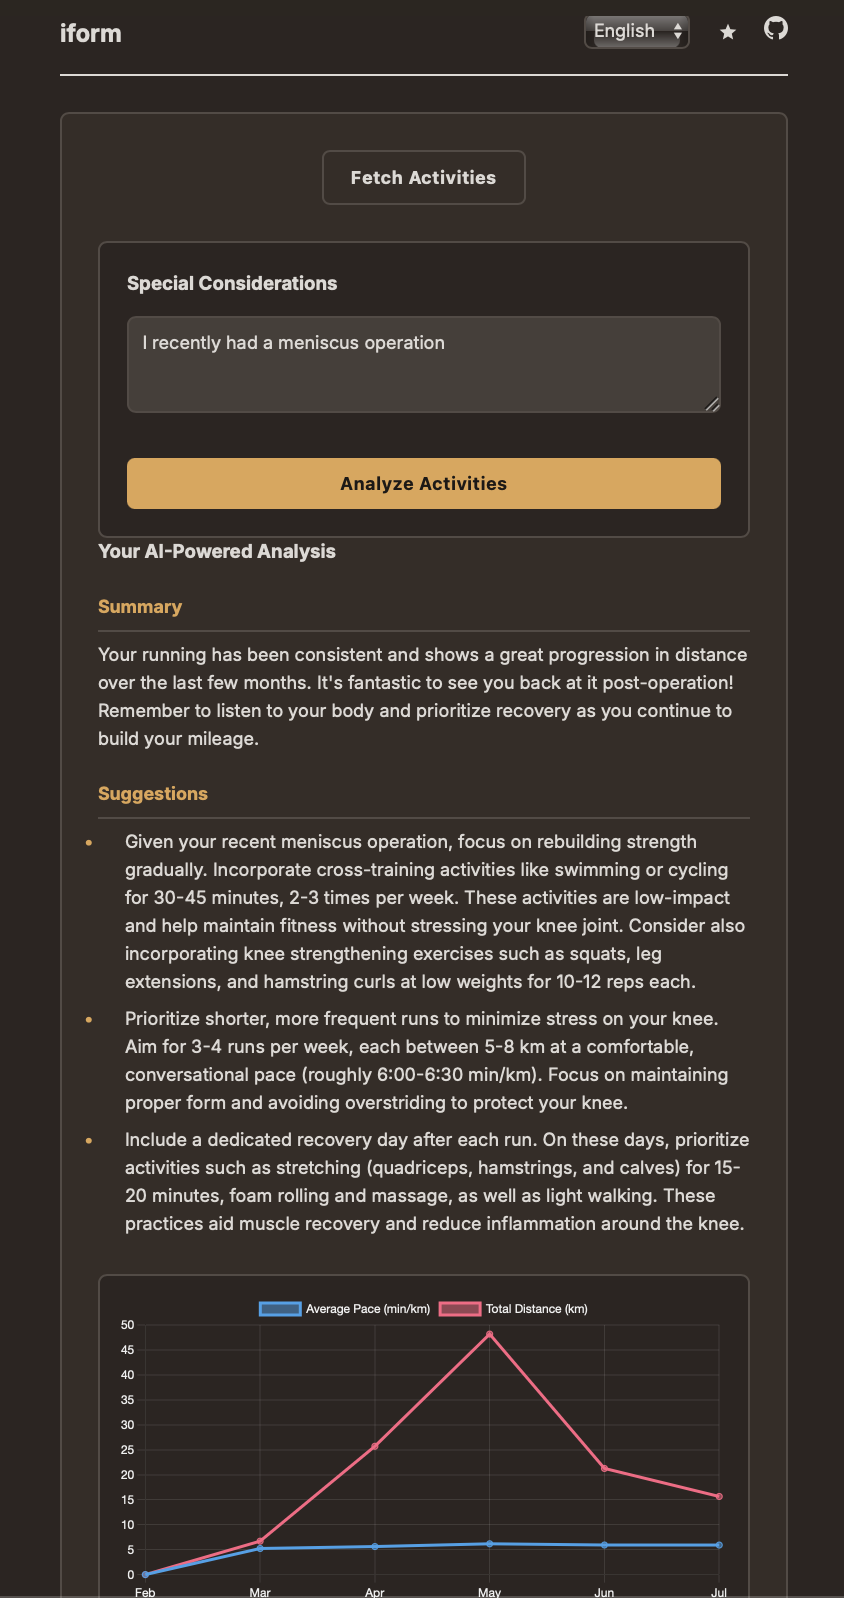 iform
English
Fetch Activities
Special Considerations
I recently had a meniscus operation
Analyze Activities
Your AI-Powered Analysis
Summary
Your running has been consistent and shows a great progression in distance
over the last few months. It's fantastic to see you back at it post-operation!
Remember to listen to your body and prioritize recovery as you continue to
build your mileage.
Suggestions
Given your recent meniscus operation, focus on rebuilding strength
gradually. Incorporate cross-training activities like swimming or cycling
for 30-45 minutes, 2-3 times per week. These activities are low-impact
and help maintain fitness without stressing your knee joint. Consider also
incorporating knee strengthening exercises such as squats, leg
extensions, and hamstring curls at low weights for 10-12 reps each.
Prioritize shorter, more frequent runs to minimize stress on your knee.
Aim for 3-4 runs per week, each between 5-8 km at a comfortable,
conversational pace (roughly 6:00-6:30 min/km). Focus on maintaining
proper form and avoiding overstriding to protect your knee.
Include a dedicated recovery day after each run. On these days, prioritize
activities such as stretching (quadriceps, hamstrings, and calves) for 15-
20 minutes, foam rolling and massage, as well as light walking. These
practices aid muscle recovery and reduce inflammation around the knee.
Average Pace (min/km) Total Distance (km)
50
45
40
35
30
25
20
15
10
5
0
Feb Mar Apr May Jun Jul